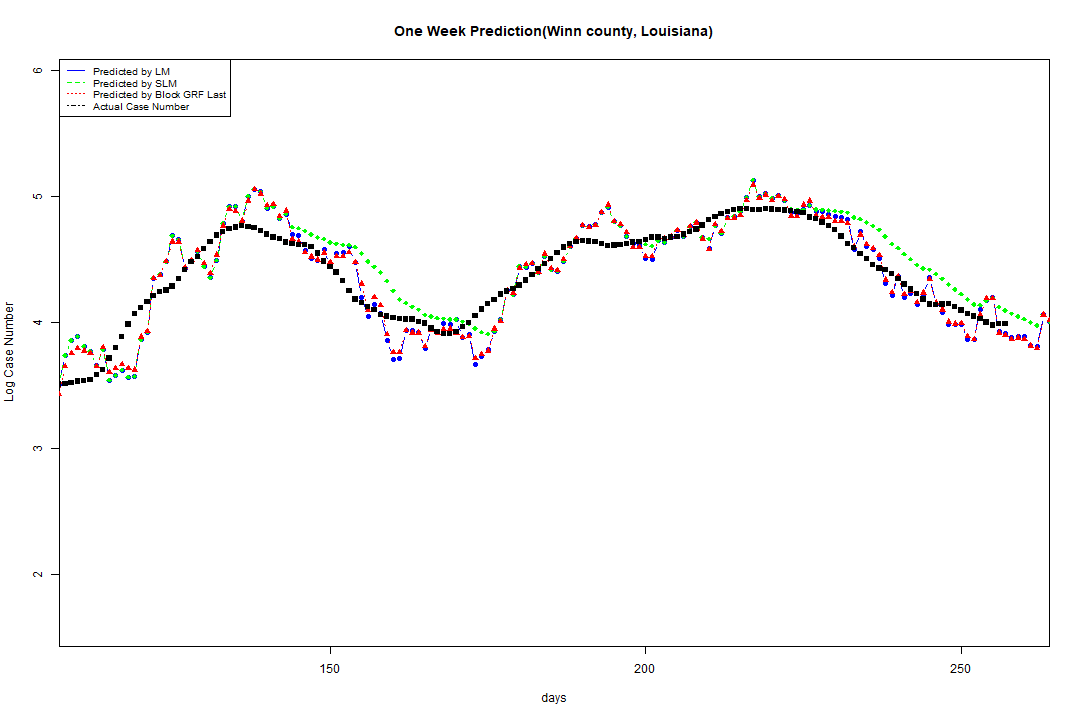 One Week Prediction(Winn county, Louisiana)
Predicted by LM
Predicted by SLM
Predicted by Block GRF Last
Actual Case Number
6
5
4
3
2
Log Case Number
150
200
250
days